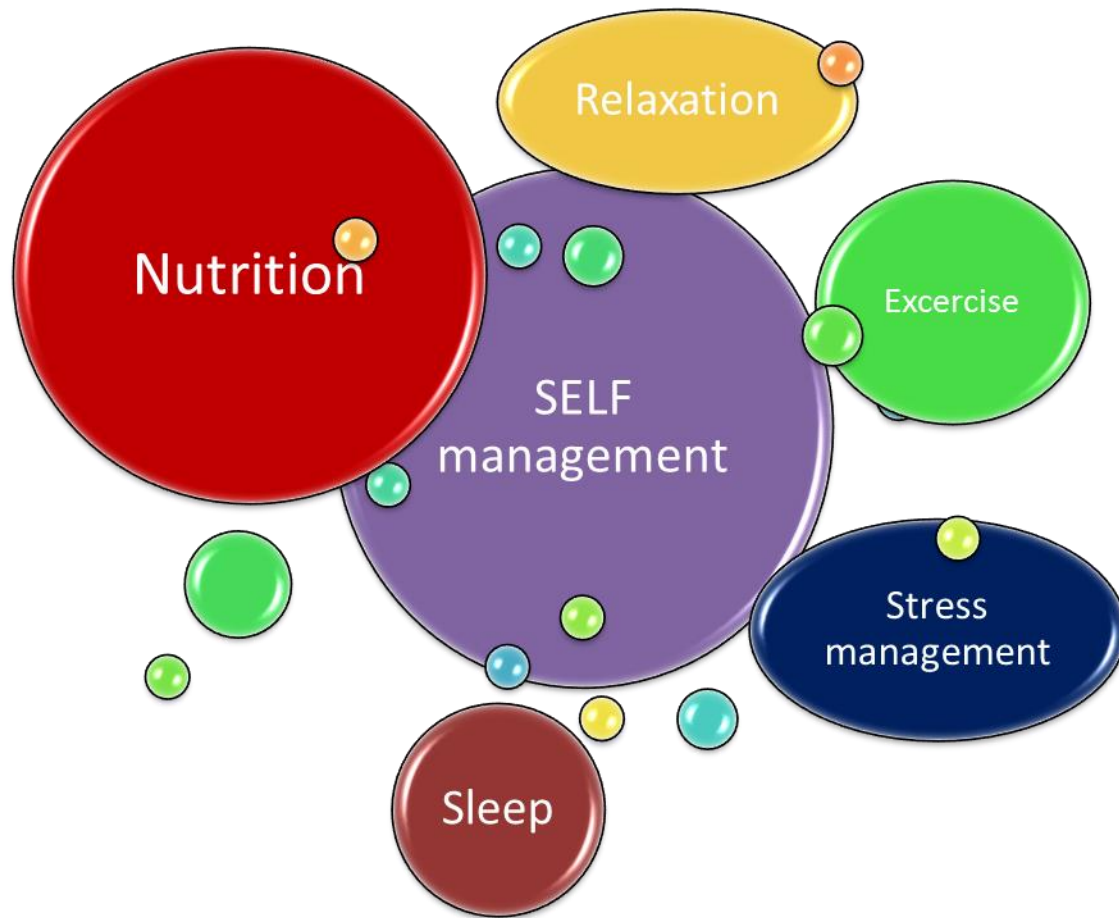 Relaxation
Nutrition
Excercise
SELF
management
Stress
management
Sleep